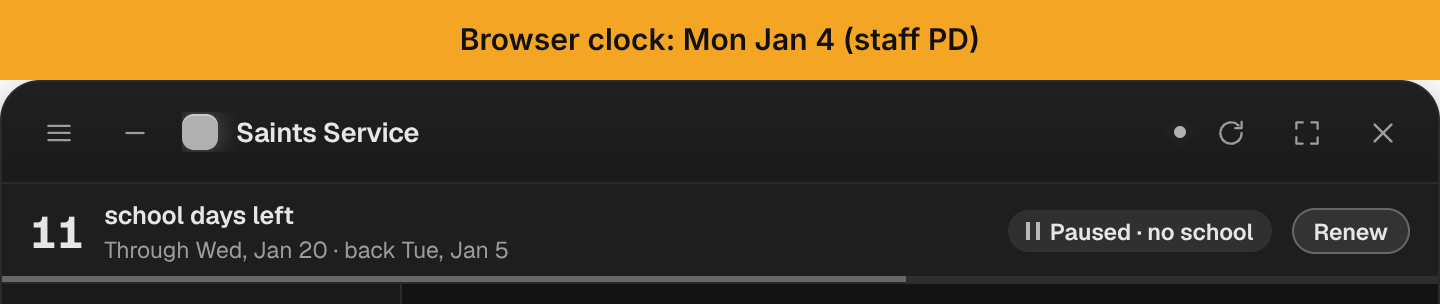 Browser clock: Mon Jan 4 (staff PD)
Saints Service
11
school days left
Through Wed, Jan 20 · back Tue, Jan 5
Paused · no school
Renew